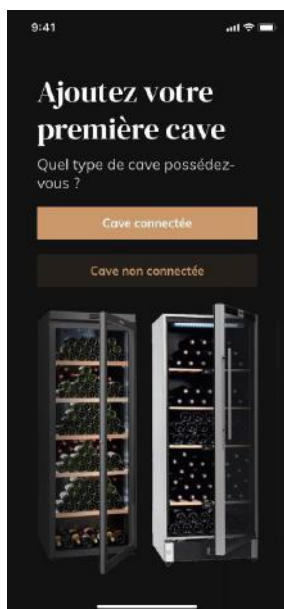 9:41
Ajoutez votre
première cave
Quel type de cave possédez-
vous ?
Cave connectée
Cave non connectée